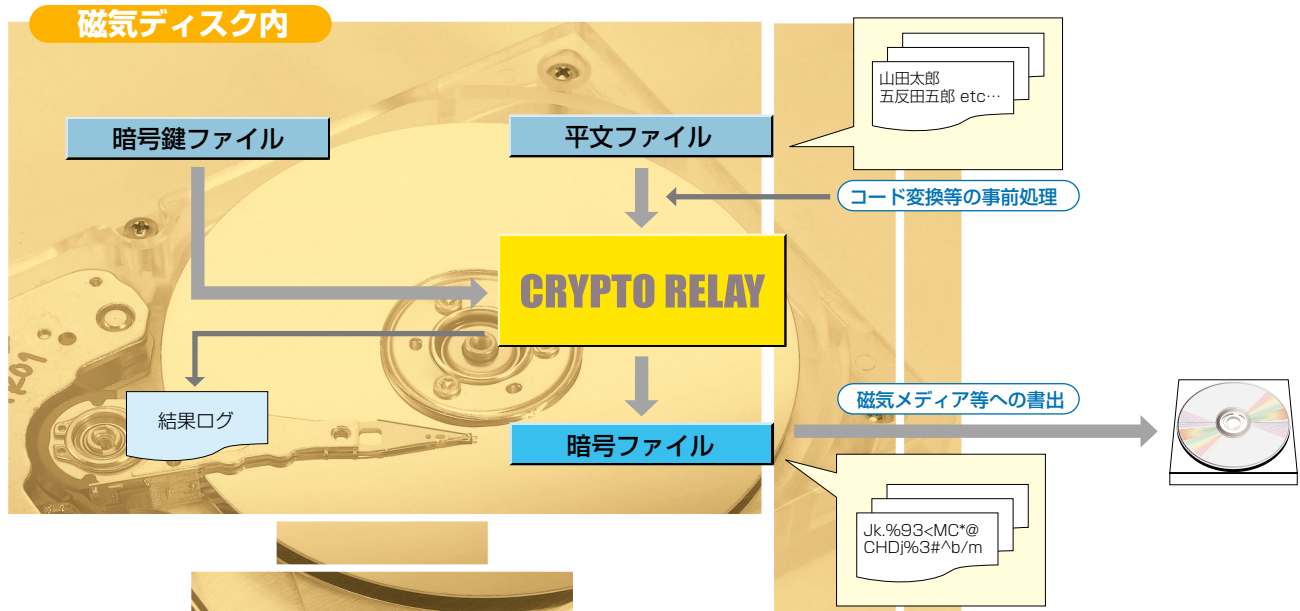 磁気ディスク内
山田太郎
五反田五郎 etc…
暗号鍵ファイル
平文ファイル
コード変換等の事前処理
CRYPTO RELAY
結果ログ
磁気メディア等への書出
暗号ファイル
Jk.%93<MC*@
CHDj%3#^b/m